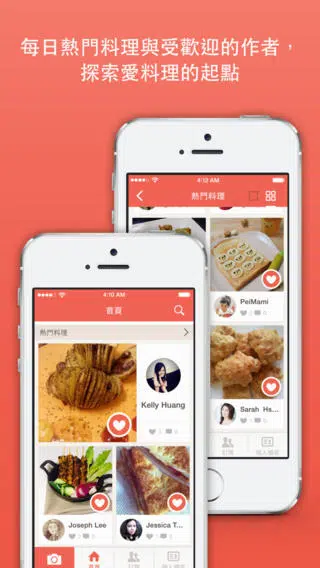 每日熱門料理與受歡迎的作者，
探索愛料理的起點
4:12 AM
熱門料理
PeiMami
Sarah Hs...
4:10 AM
首頁
熱門料理
Kelly Huang
Joseph Lee
Jessica T...
訂閱
個人檔案
首頁
訂閱
個人檔案